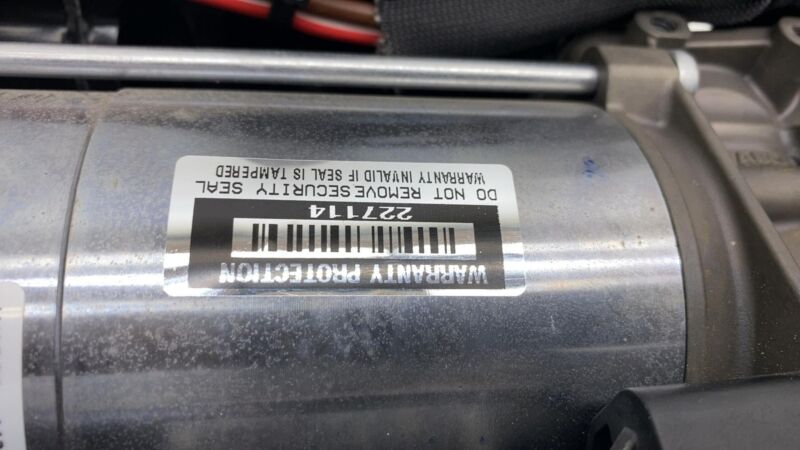 WARRANTY PROTECTION
227114
DO NOT REMOVE SECURITY SEAL
WARRANTY INVALID IF SEAL IS TAMPERED